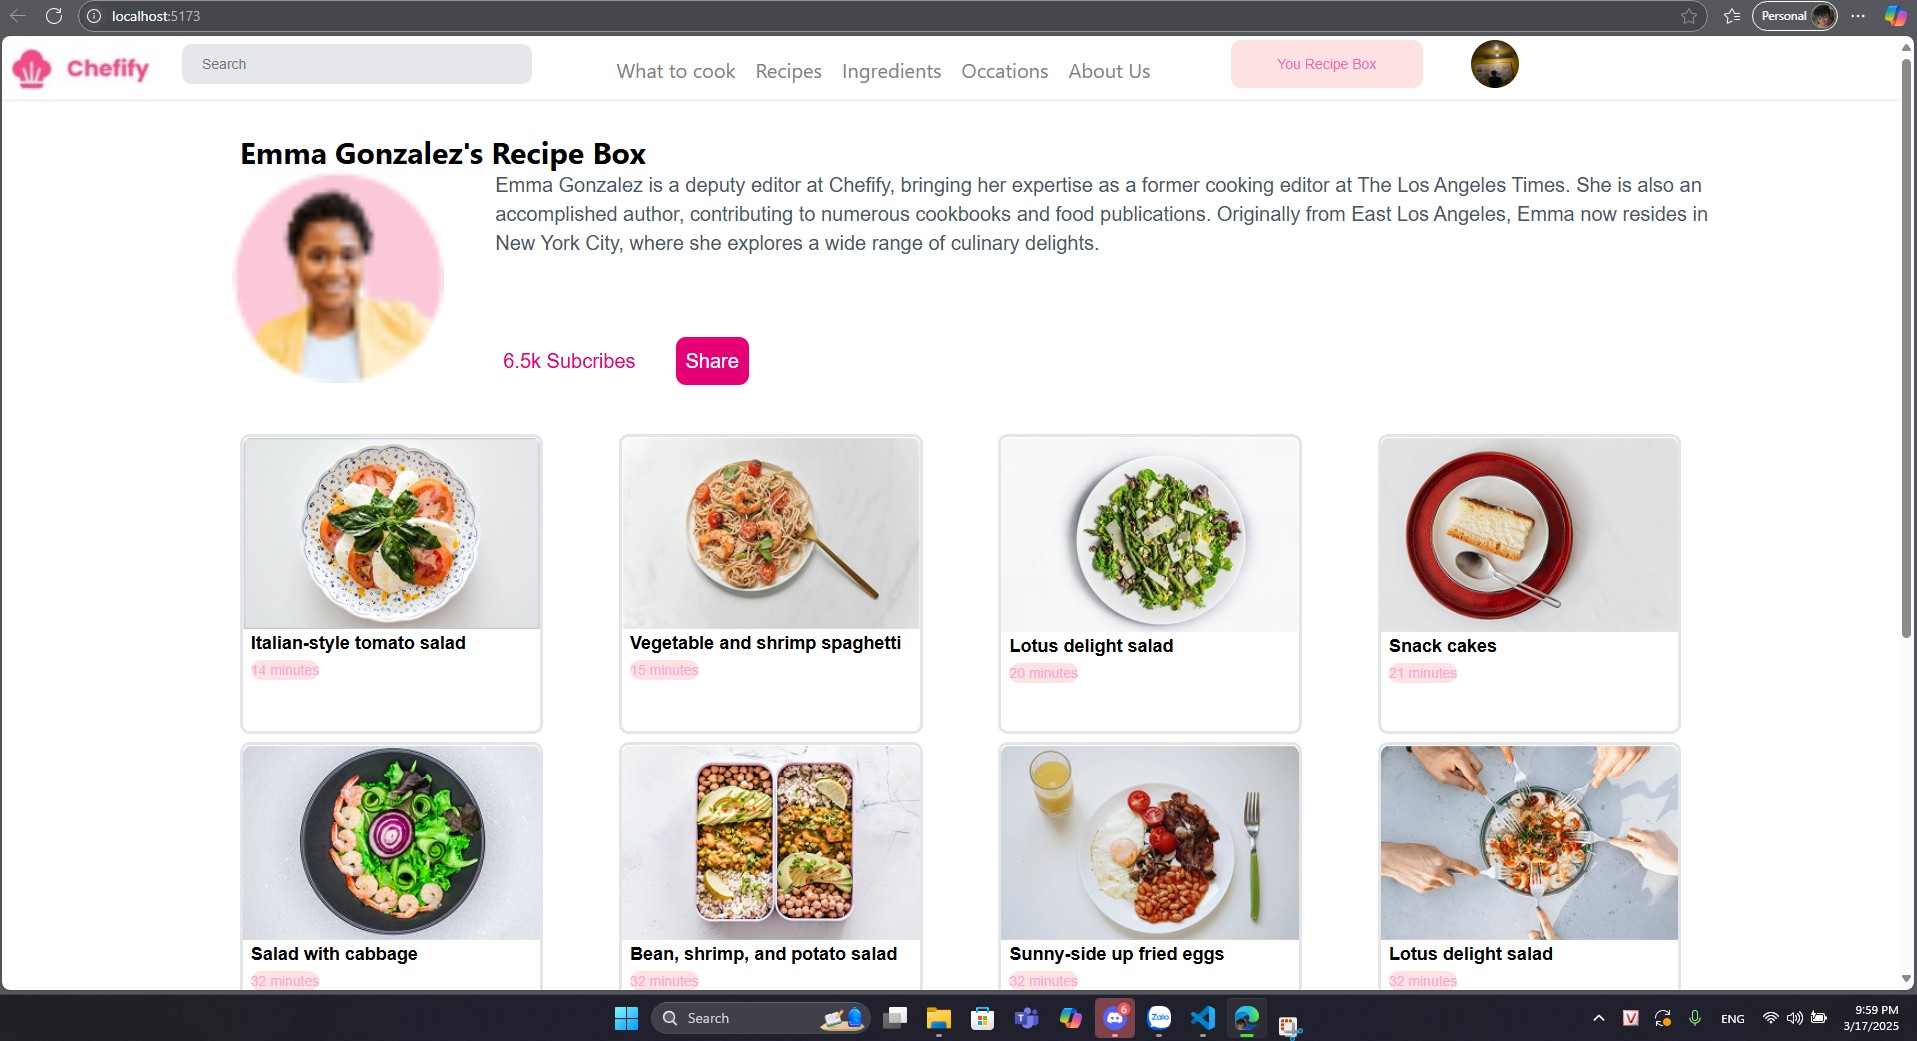 localhost:5173
Personal
Chefify
Search
What to cook Recipes Ingredients Occations About Us
You Recipe Box
Emma Gonzalez's Recipe Box
Emma Gonzalez is a deputy editor at Chefify, bringing her expertise as a former cooking editor at The Los Angeles Times. She is also an
accomplished author, contributing to numerous cookbooks and food publications. Originally from East Los Angeles, Emma now resides in
New York City, where she explores a wide range of culinary delights.
6.5k Subcribes
Share
Italian-style tomato salad
14 minutes
Vegetable and shrimp spaghetti
15 minutes
Lotus delight salad
20 minutes
Snack cakes
21 minutes
Salad with cabbage
32 minutes
Bean, shrimp, and potato salad
32 minutes
Sunny-side up fried eggs
32 minutes
Lotus delight salad
32 minutes
Search
6
Zalo
V
ENG
9:59 PM
3/17/2025